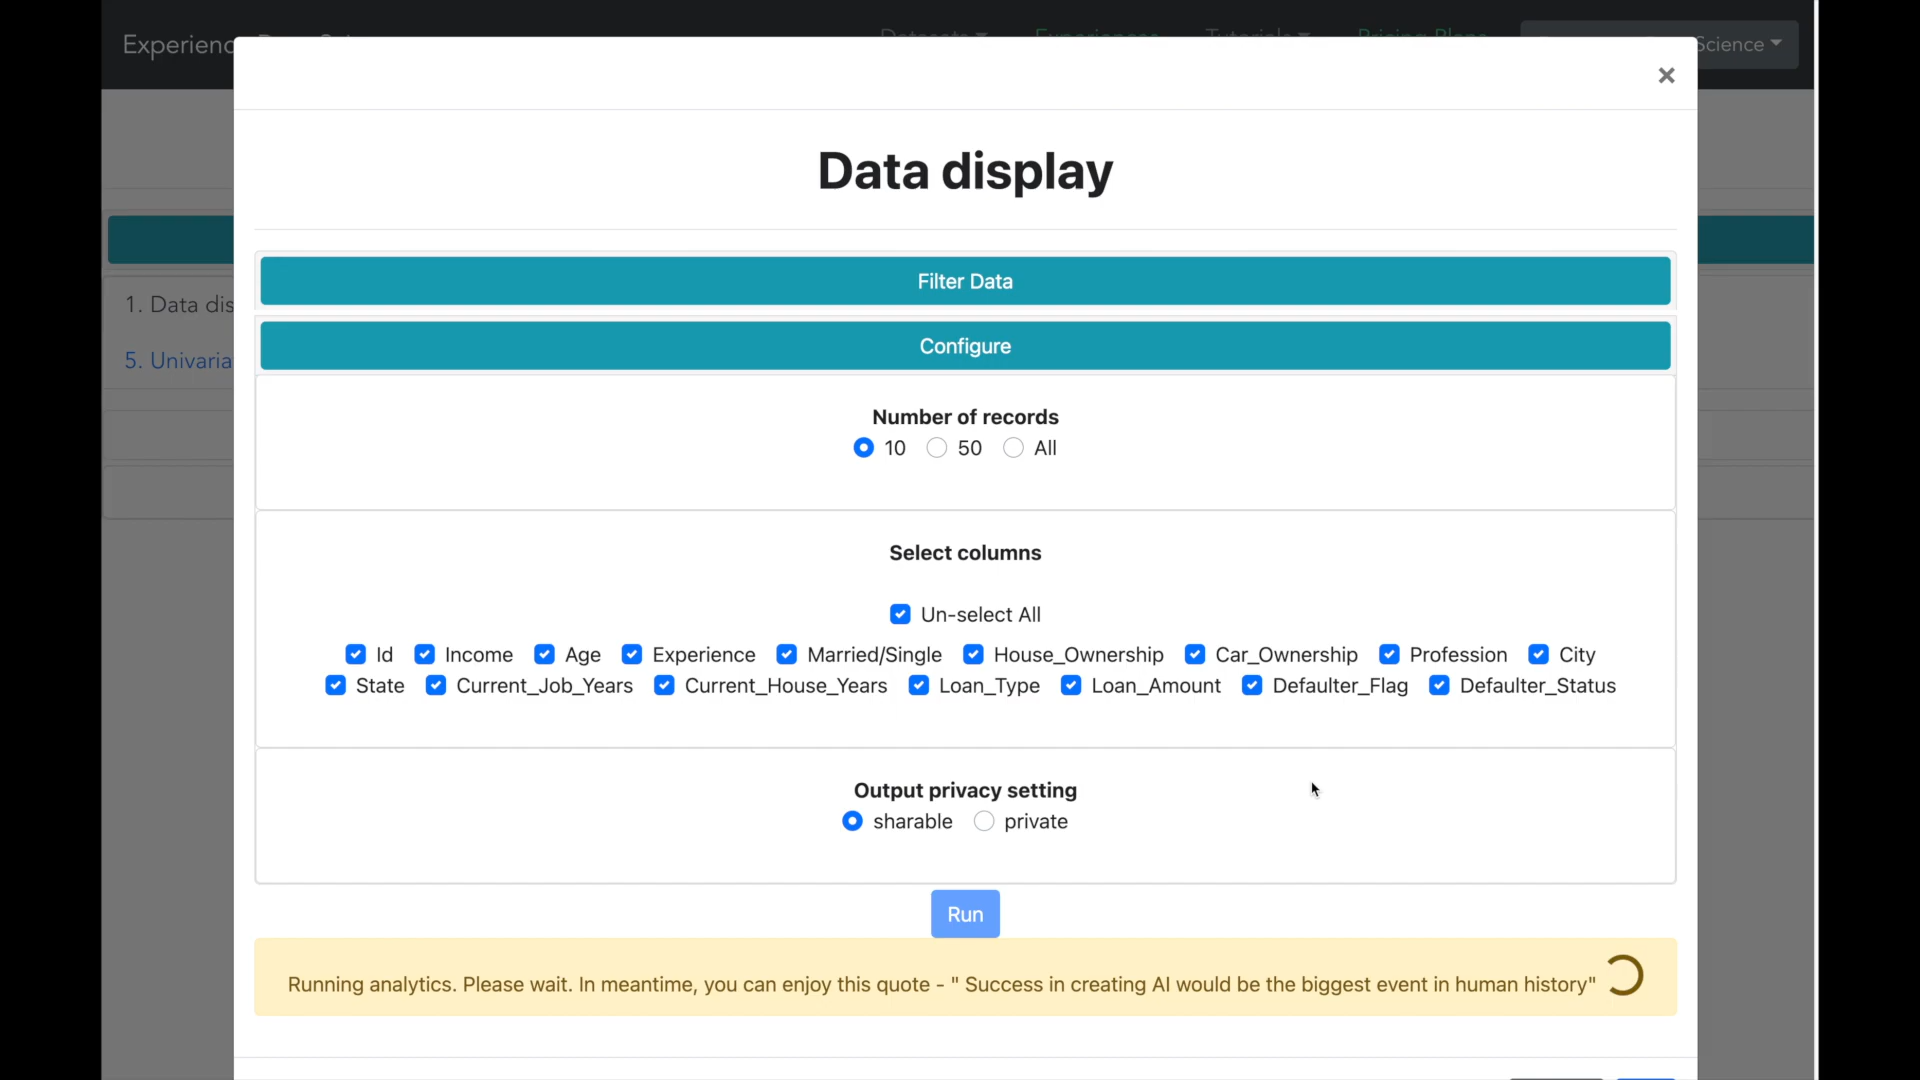 Experienc
Science
×
Data display
Filter Data
1. Data dis
Configure
5. Univaria
Number of records
10 50 All
Select columns
Un-select All
Id Income Age Experience Married/Single House_Ownership Car_Ownership Profession City
State Current_Job_Years Current_House_Years Loan_Type Loan_Amount Defaulter_Flag Defaulter_Status
Output privacy setting
sharable private
Run
Running analytics. Please wait. In meantime, you can enjoy this quote - " Success in creating AI would be the biggest event in human history"